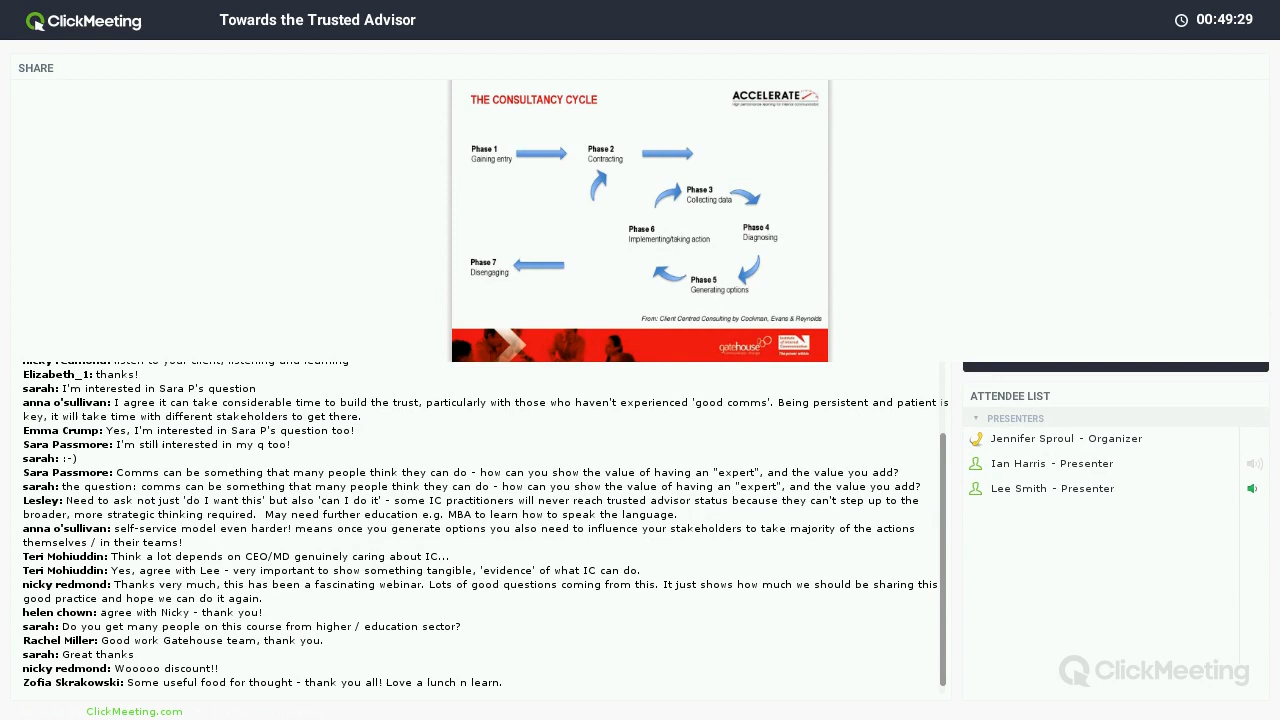 ClickMeeting
Towards the Trusted Advisor
00:49:29
SHARE
THE CONSULTANCY CYCLE
ACCELERATE
High performance learning for internal communication
Phase 1
Gaining entry
Phase 2
Contracting
Phase 3
Collecting data
Phase 6
Implementing/taking action
Phase 4
Diagnosing
Phase 7
Disengaging
Phase 5
Generating options
From: Client Centred Consulting by Cockman, Evans & Reynolds
gatehouse
Elizabeth_1: thanks!
sarah: I'm interested in Sara P's question
anna o'sullivan: I agree it can take considerable time to build the trust, particularly with those who haven't experienced 'good comms'. Being persistent and patient is
key, it will take time with different stakeholders to get there.
Emma Crump: Yes, I'm interested in Sara P's question too!
Sara Passmore: I'm still interested in my q too!
sarah: :-)
Sara Passmore: Comms can be something that many people think they can do - how can you show the value of having an "expert", and the value you add?
sarah: the question: comms can be something that many people think they can do - how can you show the value of having an "expert", and the value you add?
Lesley: Need to ask not just 'do I want this' but also 'can I do it' - some IC practitioners will never reach trusted advisor status because they can't step up to the
broader, more strategic thinking required.  May need further education e.g. MBA to learn how to speak the language.
anna o'sullivan: self-service model even harder! means once you generate options you also need to influence your stakeholders to take majority of the actions
themselves / in their teams!
Teri Mohiuddin: Think a lot depends on CEO/MD genuinely caring about IC...
Teri Mohiuddin: Yes, agree with Lee - very important to show something tangible, 'evidence' of what IC can do.
nicky redmond: Thanks very much, this has been a fascinating webinar. Lots of good questions coming from this. It just shows how much we should be sharing this
good practice and hope we can do it again.
helen chown: agree with Nicky - thank you!
sarah: Do you get many people on this course from higher / education sector?
Rachel Miller: Good work Gatehouse team, thank you.
sarah: Great thanks
nicky redmond: Wooooo discount!!
Zofia Skrakowski: Some useful food for thought - thank you all! Love a lunch n learn.
ATTENDEE LIST
PRESENTERS
Jennifer Sproul - Organizer
Ian Harris - Presenter
Lee Smith - Presenter
ClickMeeting
ClickMeeting.com